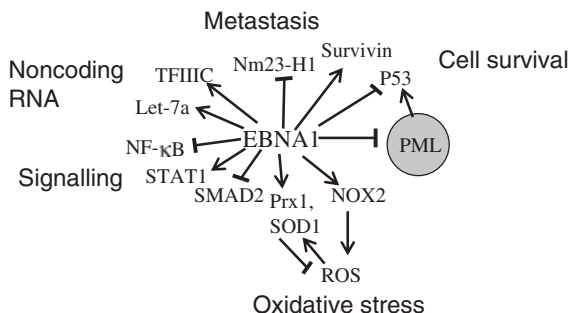 Metastasis
Survivin
Nm23-H1
Cell survival
TFIIIC
P53
Noncoding
RNA
Let-7a
EBNA1
PML
NF-κB
Signalling
STAT1
SMAD2
Prx1,
SOD1
NOX2
ROS
Oxidative stress